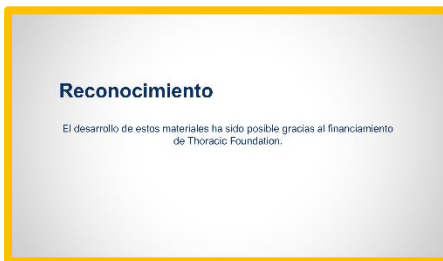 Reconocimiento
El desarrollo de estos materiales ha sido posible gracias al financiamiento
de Thoracic Foundation.